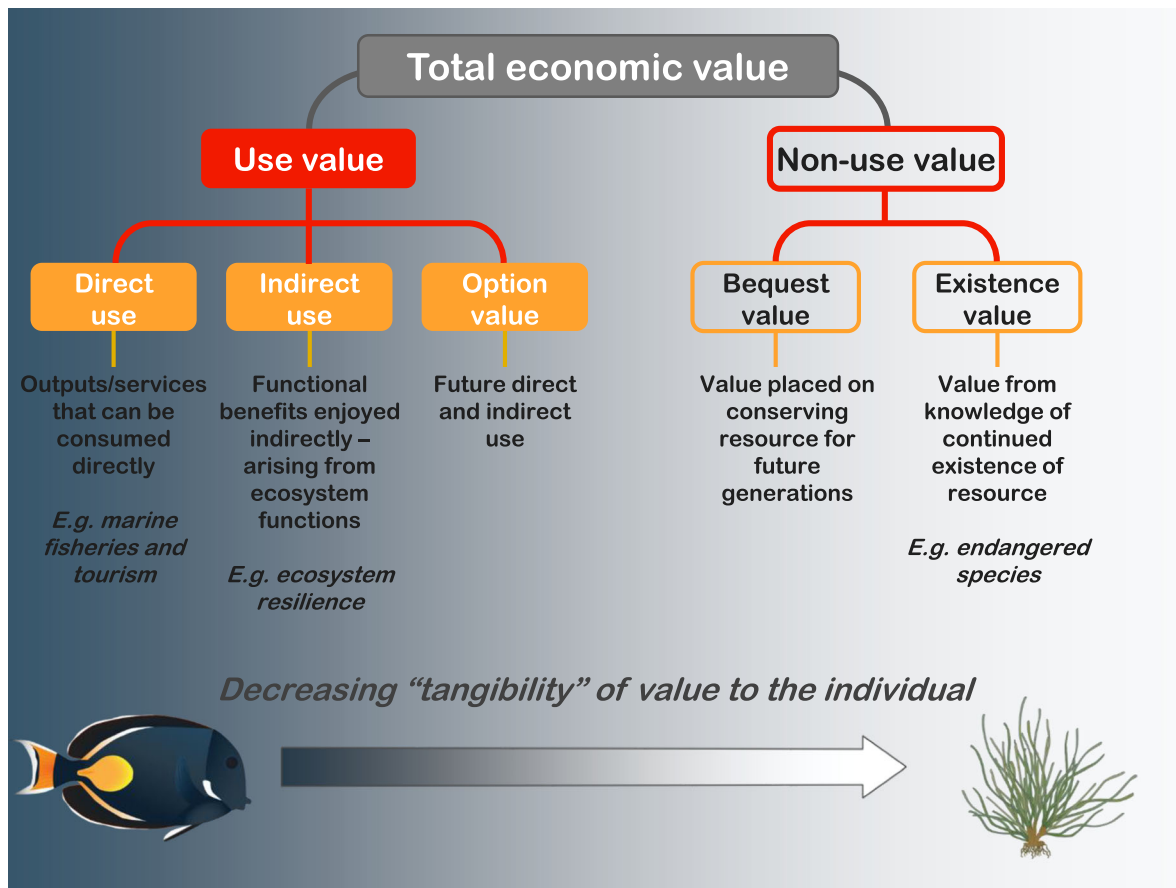 Total economic value
Use value
Non-use value
Direct
use
Indirect
use
Option
value
Bequest
value
Existence
value
Outputs/services
that can be
consumed
directly
E.g. marine
fisheries and
tourism
Functional
benefits enjoyed
indirectly –
arising from
ecosystem
functions
E.g. ecosystem
resilience
Future direct
and indirect
use
Value placed on
conserving
resource for
future
generations
Value from
knowledge of
continued
existence of
resource
E.g. endangered
species
Decreasing “tangibility” of value to the individual